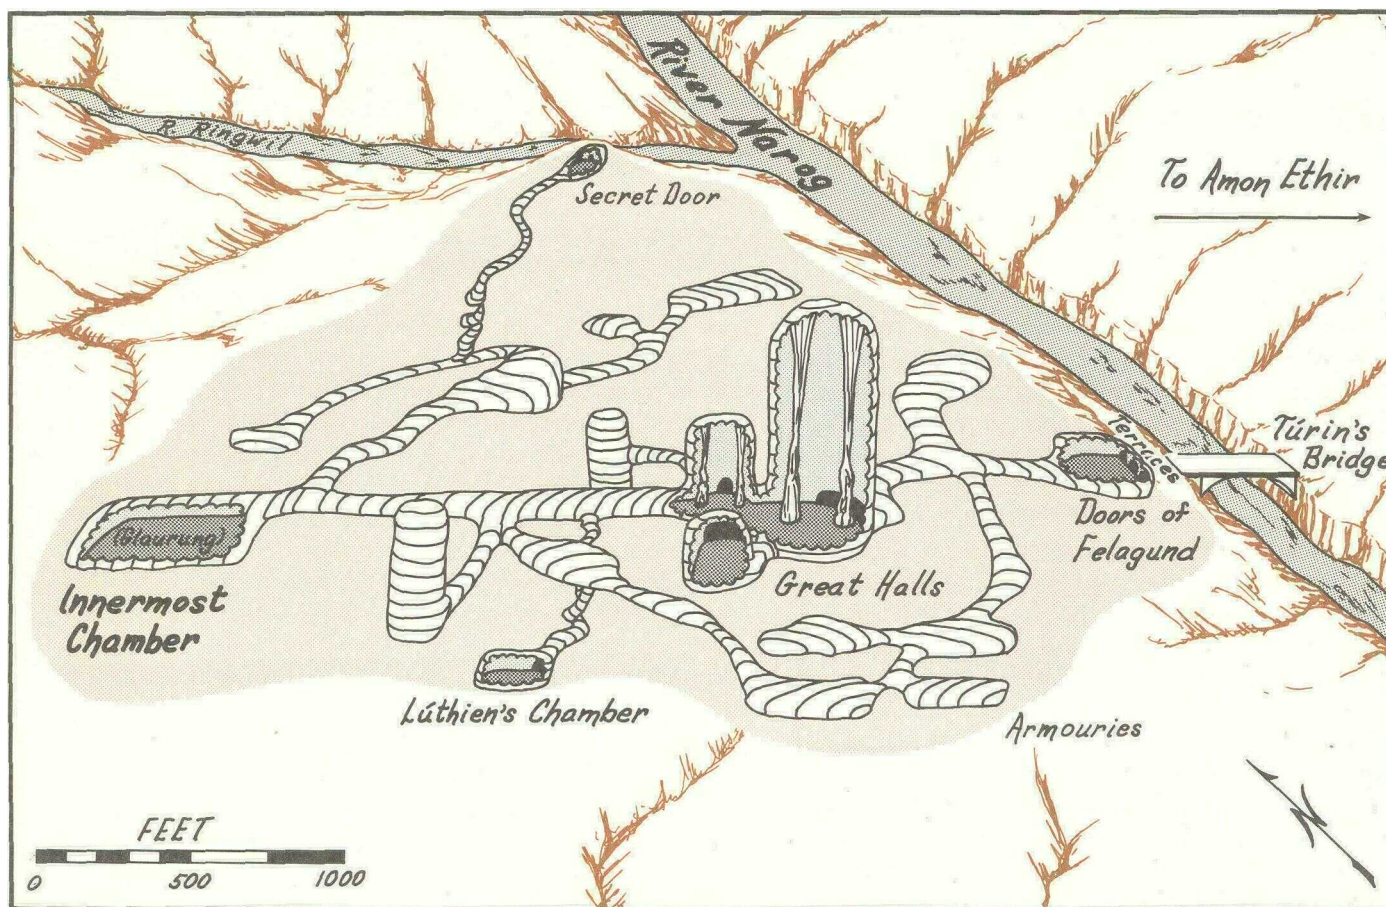 River Narog
R. Ringwil
Secret Door
To Amon Ethir
Túrin's
Bridge
Terraces
Doors of
Felagund
(Glaurung)
Innermost
Chamber
Great Halls
Lúthien's Chamber
Armouries
N
FEET
0 500 1000